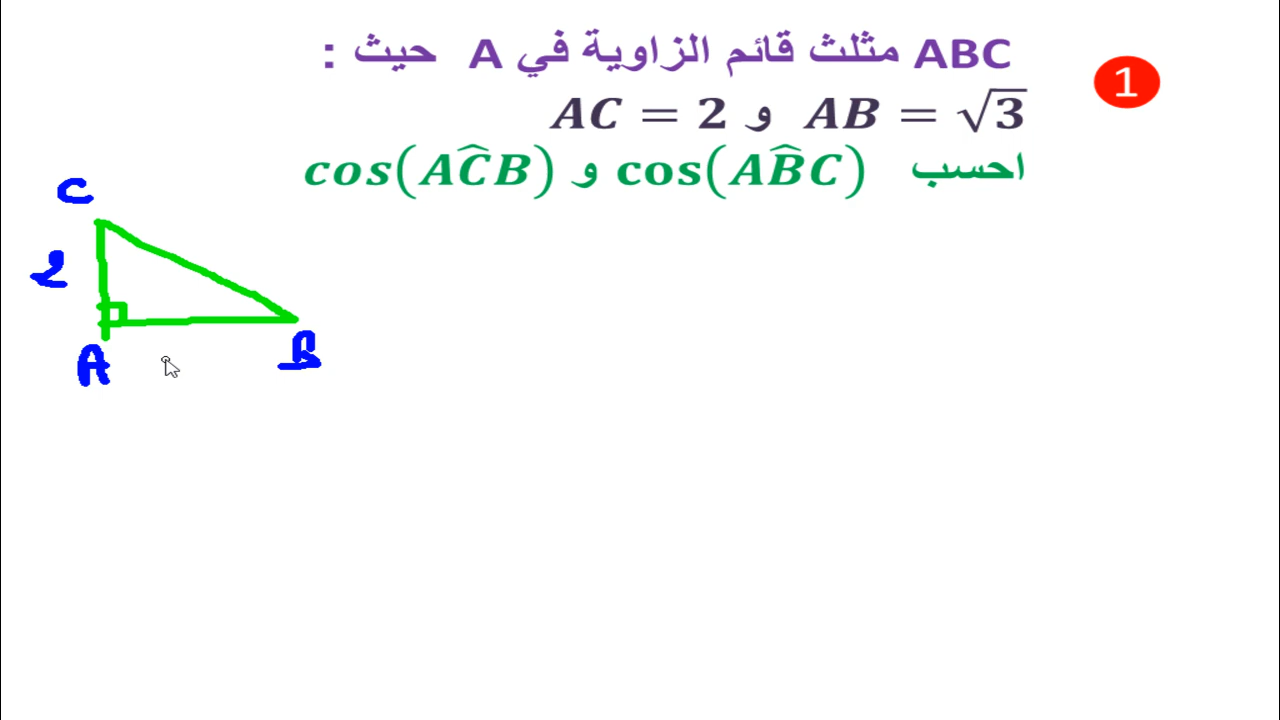 ABC مثلث قائم الزاوية في A حيث :
1
AB = √3 و AC = 2
احسب cos(AB̂C) و cos(AĈB)
C
2
A
B